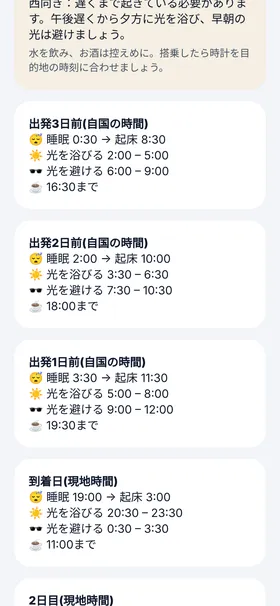 西向き：遅くまで起きている必要がありま
す。午後遅くから夕方に光を浴び、早朝の
光は避けましょう。
水を飲み、お酒は控えめに。搭乗したら時計を目
的地の時刻に合わせましょう。
出発3日前(自国の時間)
😴 睡眠 0:30 → 起床 8:30
☀️ 光を浴びる 2:00 – 5:00
🕶️ 光を避ける 6:00 – 9:00
☕ 16:30まで
出発2日前(自国の時間)
😴 睡眠 2:00 → 起床 10:00
☀️ 光を浴びる 3:30 – 6:30
🕶️ 光を避ける 7:30 – 10:30
☕ 18:00まで
出発1日前(自国の時間)
😴 睡眠 3:30 → 起床 11:30
☀️ 光を浴びる 5:00 – 8:00
🕶️ 光を避ける 9:00 – 12:00
☕ 19:30まで
到着日(現地時間)
😴 睡眠 19:00 → 起床 3:00
☀️ 光を浴びる 20:30 – 23:30
🕶️ 光を避ける 0:30 – 3:30
☕ 11:00まで
2日目(現地時間)